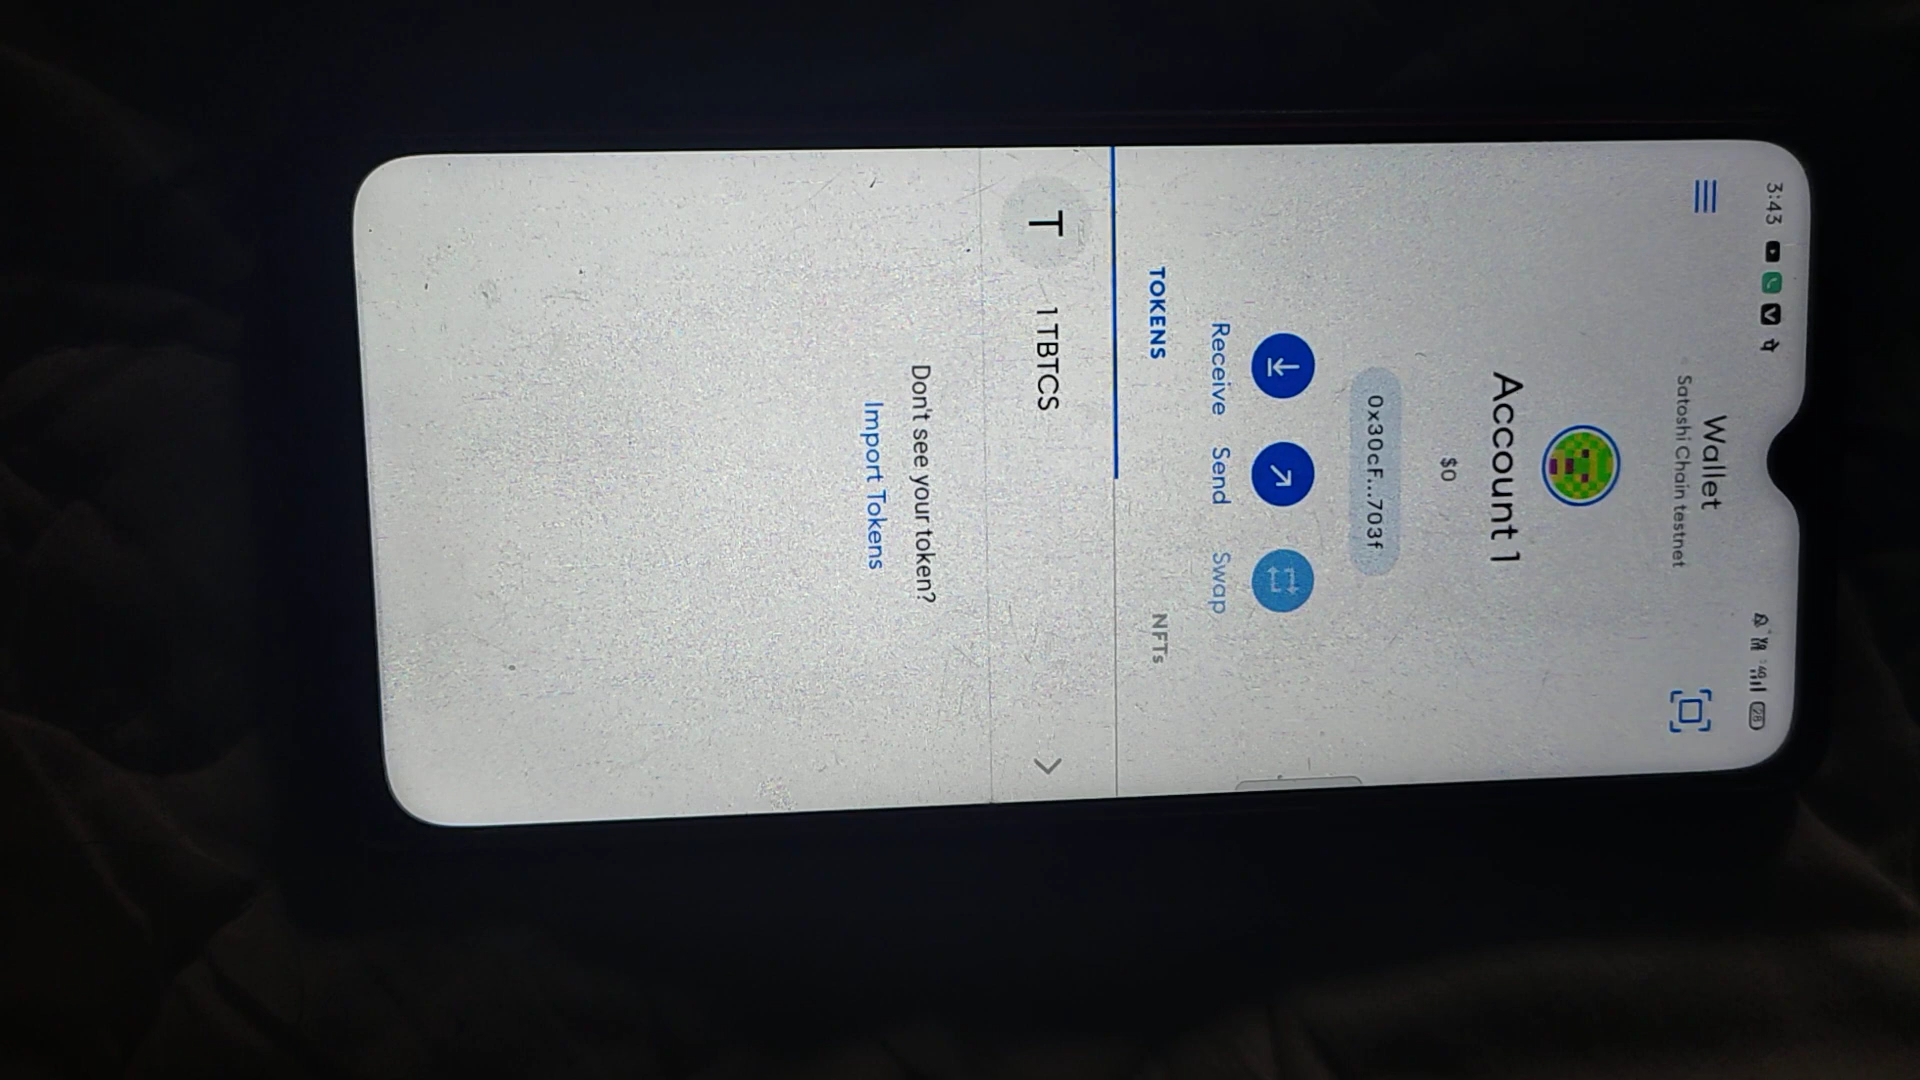 3:43
28
Wallet
Satoshi Chain testnet
Account 1
$0
0x30cF...703f
Receive Send Swap
TOKENS NFTs
T 1 TBTCS
Don't see your token?
Import Tokens